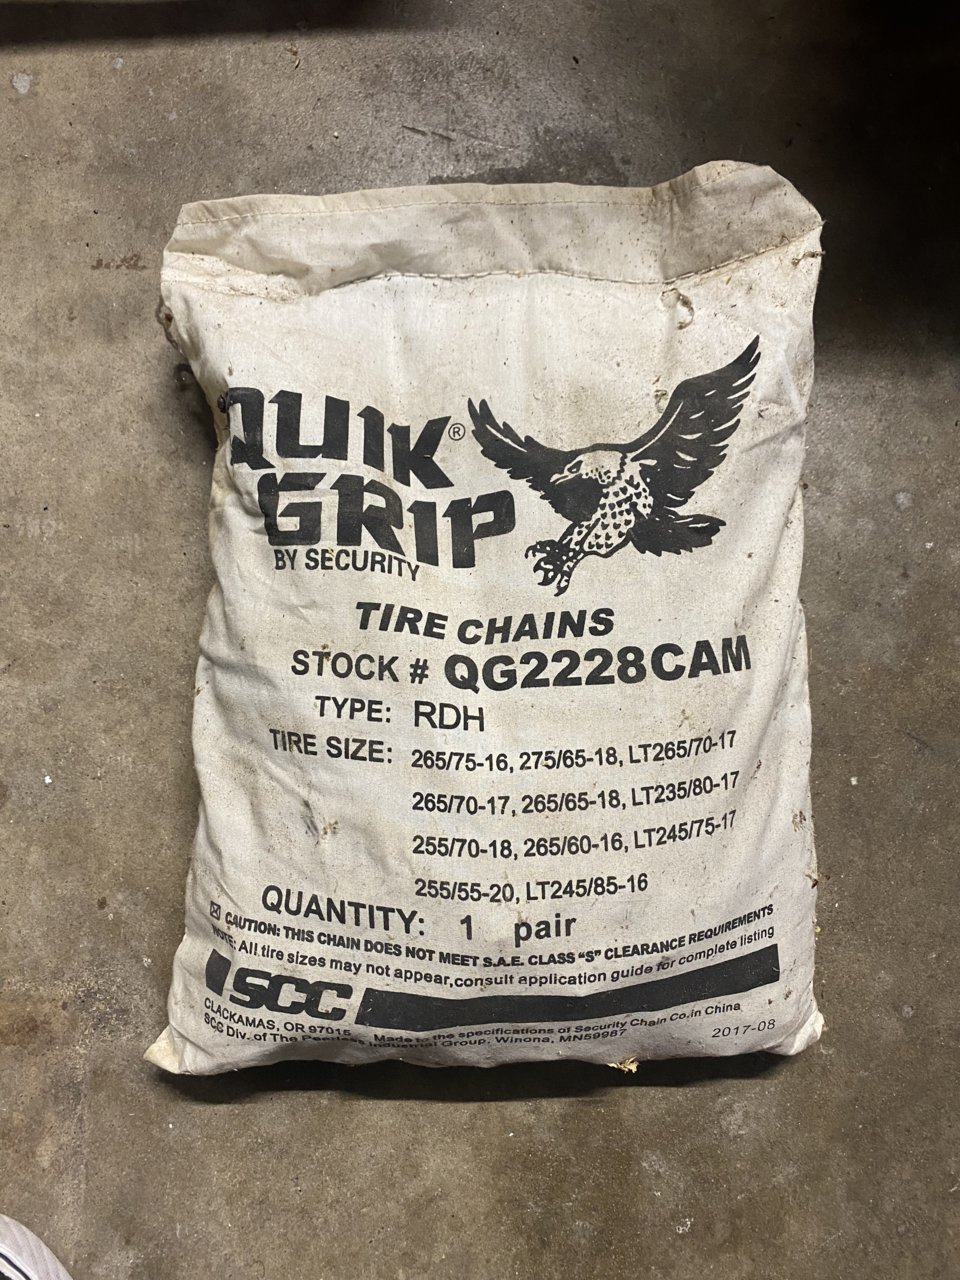 QUIK®
GRIP
BY SECURITY
TIRE CHAINS
STOCK # QG2228CAM
TYPE: RDH
TIRE SIZE: 265/75-16, 275/65-18, LT265/70-17
265/70-17, 265/65-18, LT235/80-17
255/70-18, 265/60-16, LT245/75-17
255/55-20, LT245/85-16
QUANTITY: 1 pair
☒ CAUTION: THIS CHAIN DOES NOT MEET S.A.E. CLASS “S” CLEARANCE REQUIREMENTS
NOTE: All tire sizes may not appear,consult application guide for complete listing
SCC
CLACKAMAS, OR 97015 Made to the specifications of Security Chain Co.in China
SCC Div. of The Peerless Industrial Group, Winona, MN59987 2017-08